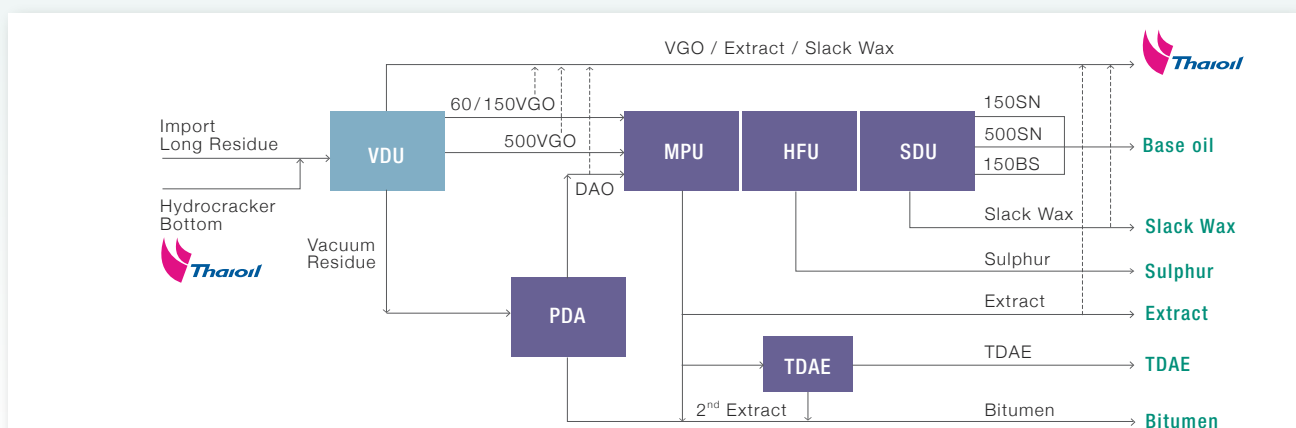 VGO / Extract / Slack Wax
Thaioil
60/150VGO
150SN
Import
Long Residue
VDU
500VGO
MPU
HFU
SDU
500SN
Base oil
150BS
DAO
Hydrocracker
Bottom
Slack Wax
Slack Wax
Vacuum
Residue
Thaioil
Sulphur
Sulphur
PDA
Extract
Extract
TDAE
TDAE
TDAE
2nd Extract
Bitumen
Bitumen